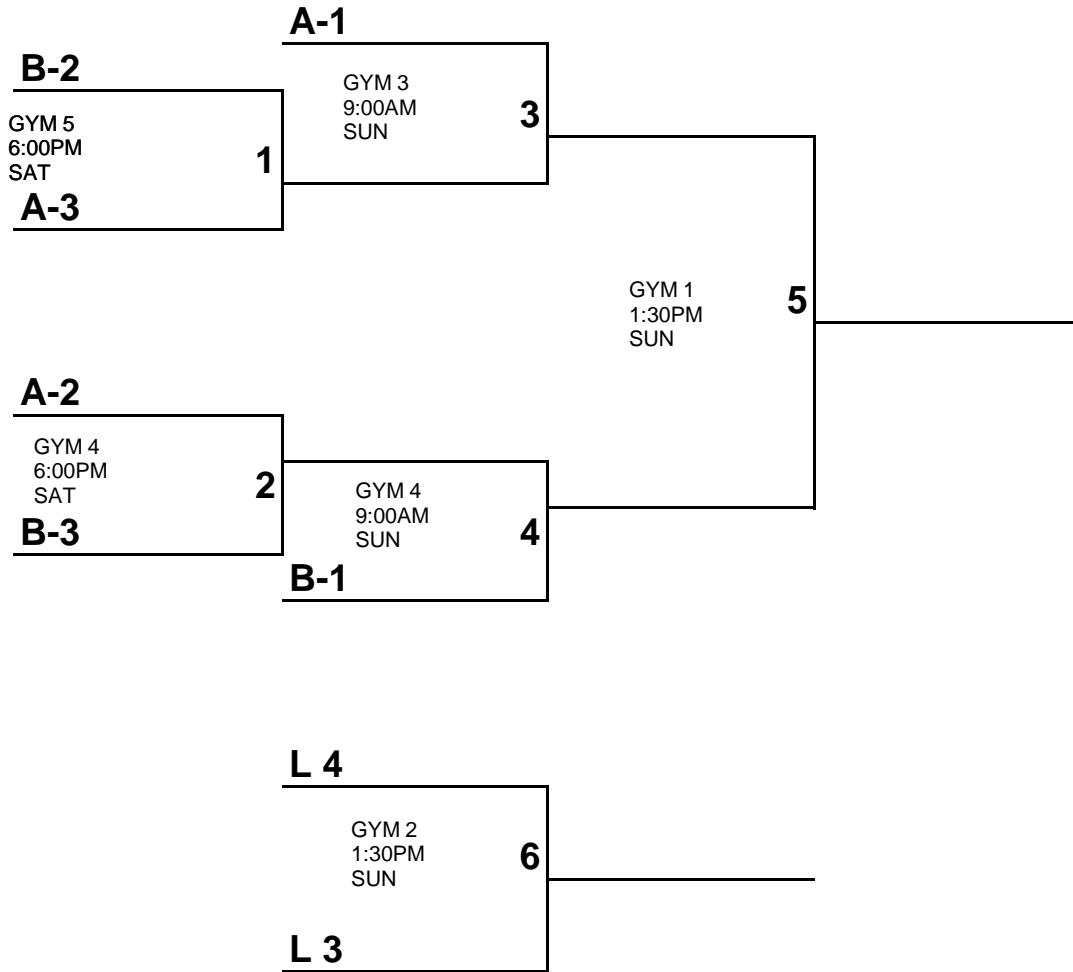 A-1
B-2
GYM 3
9:00AM
SUN
3
GYM 5
6:00PM
SAT
1
A-3
GYM 1
1:30PM
SUN
5
A-2
GYM 4
6:00PM
SAT
2
B-3
GYM 4
9:00AM
SUN
4
B-1
L 4
GYM 2
1:30PM
SUN
6
L 3